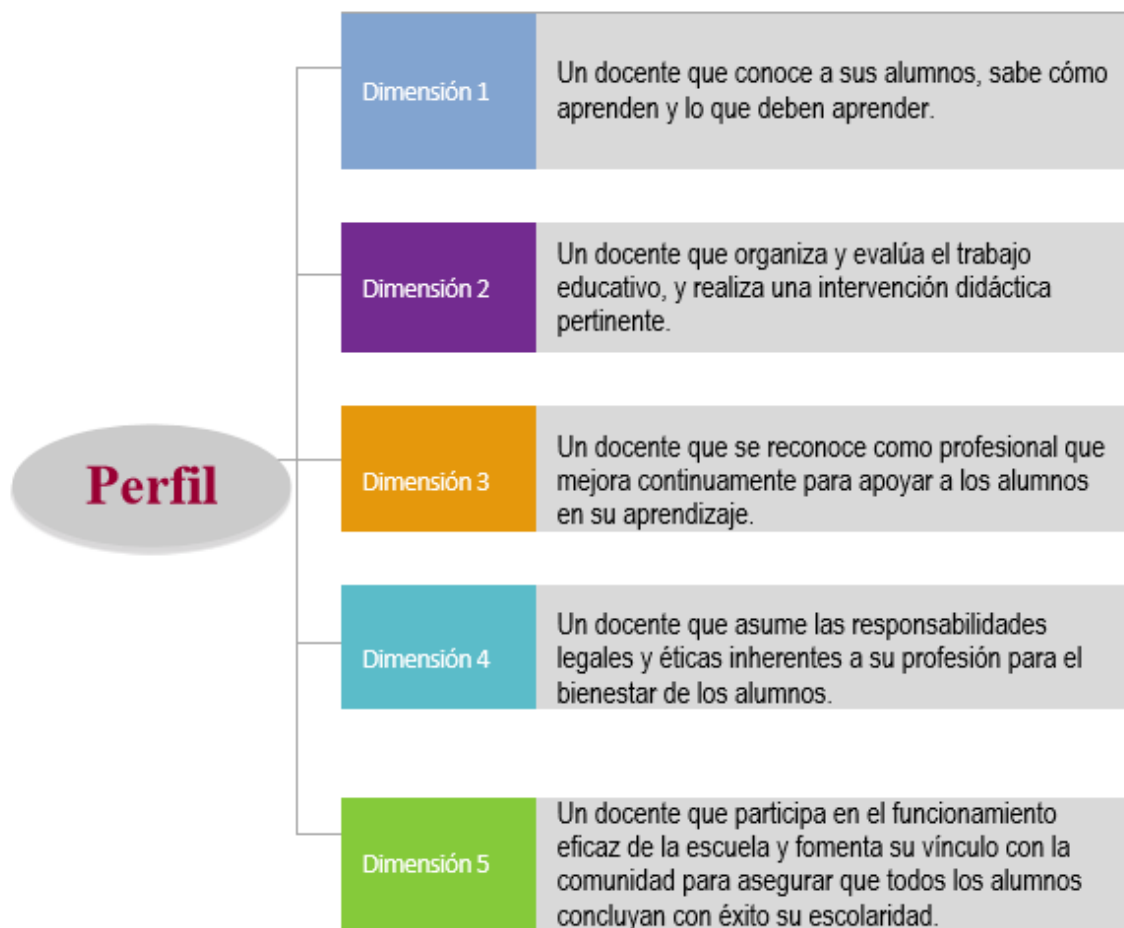 Perfil
Dimensión 1
Un docente que conoce a sus alumnos, sabe cómo
aprenden y lo que deben aprender.
Dimensión 2
Un docente que organiza y evalúa el trabajo
educativo, y realiza una intervención didáctica
pertinente.
Dimensión 3
Un docente que se reconoce como profesional que
mejora continuamente para apoyar a los alumnos
en su aprendizaje.
Dimensión 4
Un docente que asume las responsabilidades
legales y éticas inherentes a su profesión para el
bienestar de los alumnos.
Dimensión 5
Un docente que participa en el funcionamiento
eficaz de la escuela y fomenta su vínculo con la
comunidad para asegurar que todos los alumnos
concluyan con éxito su escolaridad.